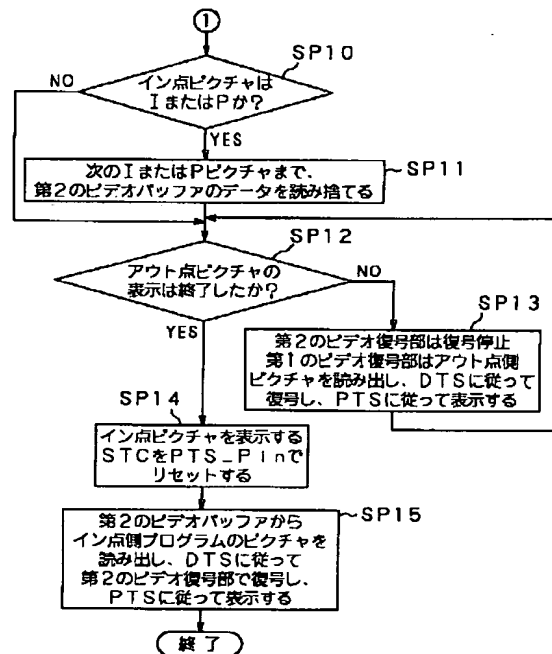 1
SP10
NO
イン点ピクチャは
IまたはPか?
YES
次のIまたはPピクチャまで、
第2のビデオバッファのデータを読み捨てる
SP11
SP12
アウト点ピクチャの
表示は終了したか?
NO
YES
SP13
第2のビデオ復号部は復号停止
第1のビデオ復号部はアウト点側
ピクチャを読み出し、DTSに従って
復号し、PTSに従って表示する
SP14
イン点ピクチャを表示する
STCをPTS_Pinで
リセットする
SP15
第2のビデオバッファから
イン点側プログラムのピクチャを
読み出し、DTSに従って
第2のビデオ復号部で復号し、
PTSに従って表示する
終了